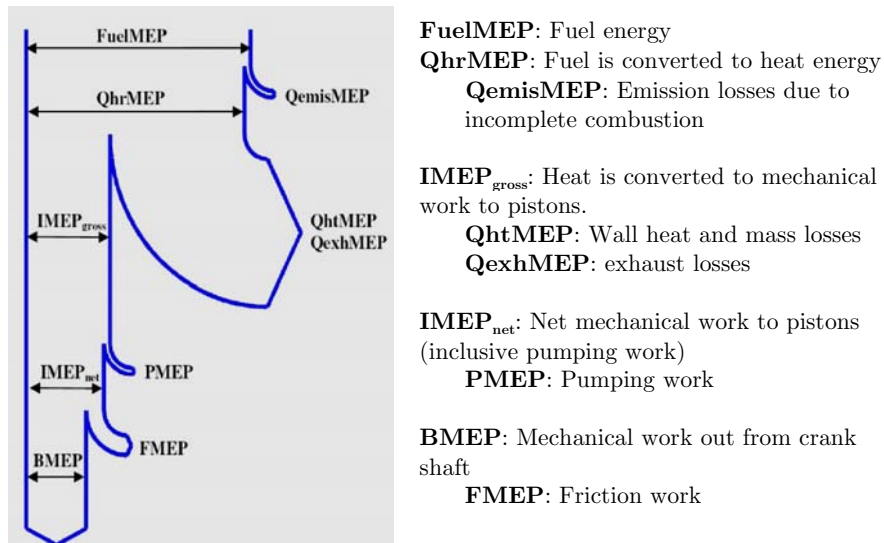 FuelMEP
QhrMEP
QemisMEP
IMEPgross
QhtMEP
QexhMEP
IMEPnet
PMEP
FMEP
BMEP
FuelMEP: Fuel energy
QhrMEP: Fuel is converted to heat energy
QemisMEP: Emission losses due to
incomplete combustion
IMEPgross: Heat is converted to mechanical
work to pistons.
QhtMEP: Wall heat and mass losses
QexhMEP: exhaust losses
IMEPnet: Net mechanical work to pistons
(inclusive pumping work)
PMEP: Pumping work
BMEP: Mechanical work out from crank
shaft
FMEP: Friction work